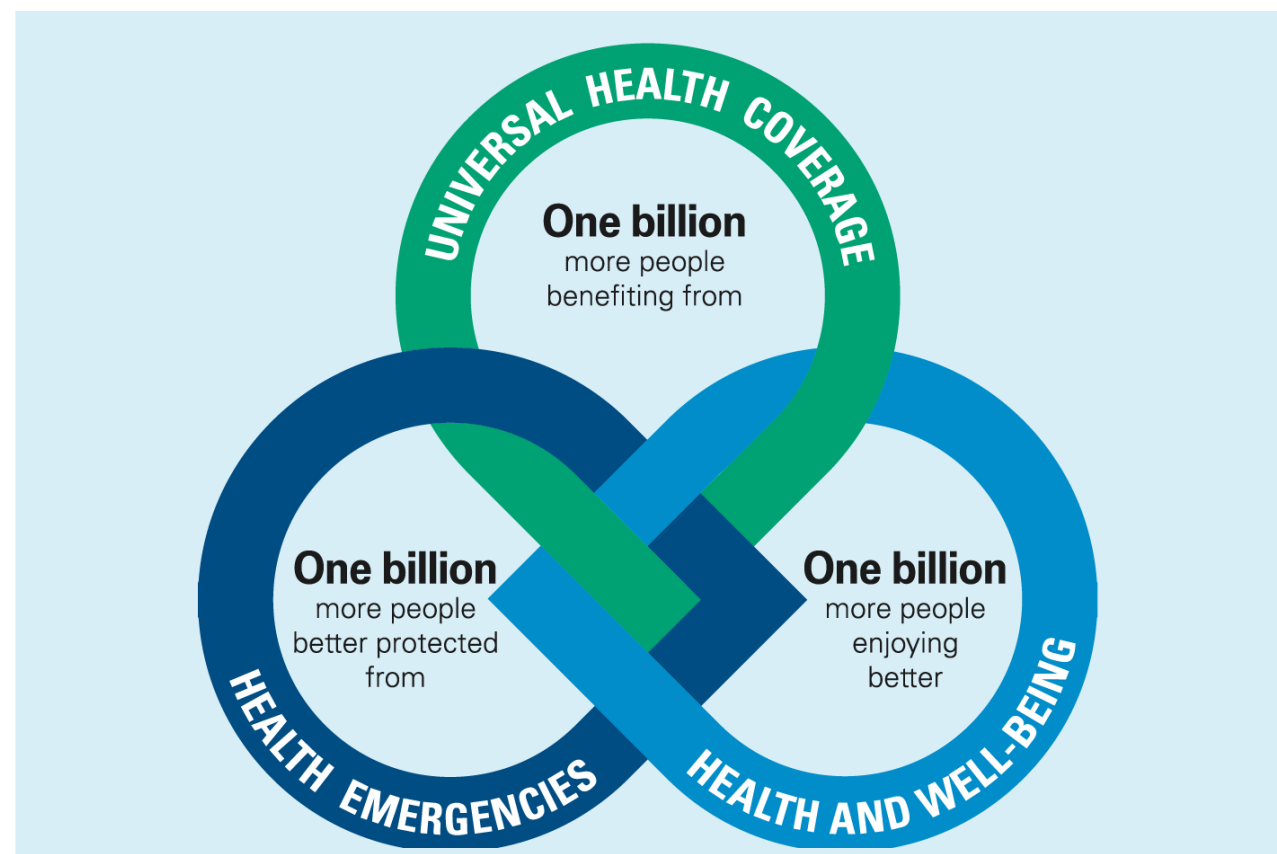 UNIVERSAL HEALTH COVERAGE
One billion
more people
benefiting from
One billion
more people
better protected
from
HEALTH EMERGENCIES
One billion
more people
enjoying
better
HEALTH AND WELL-BEING